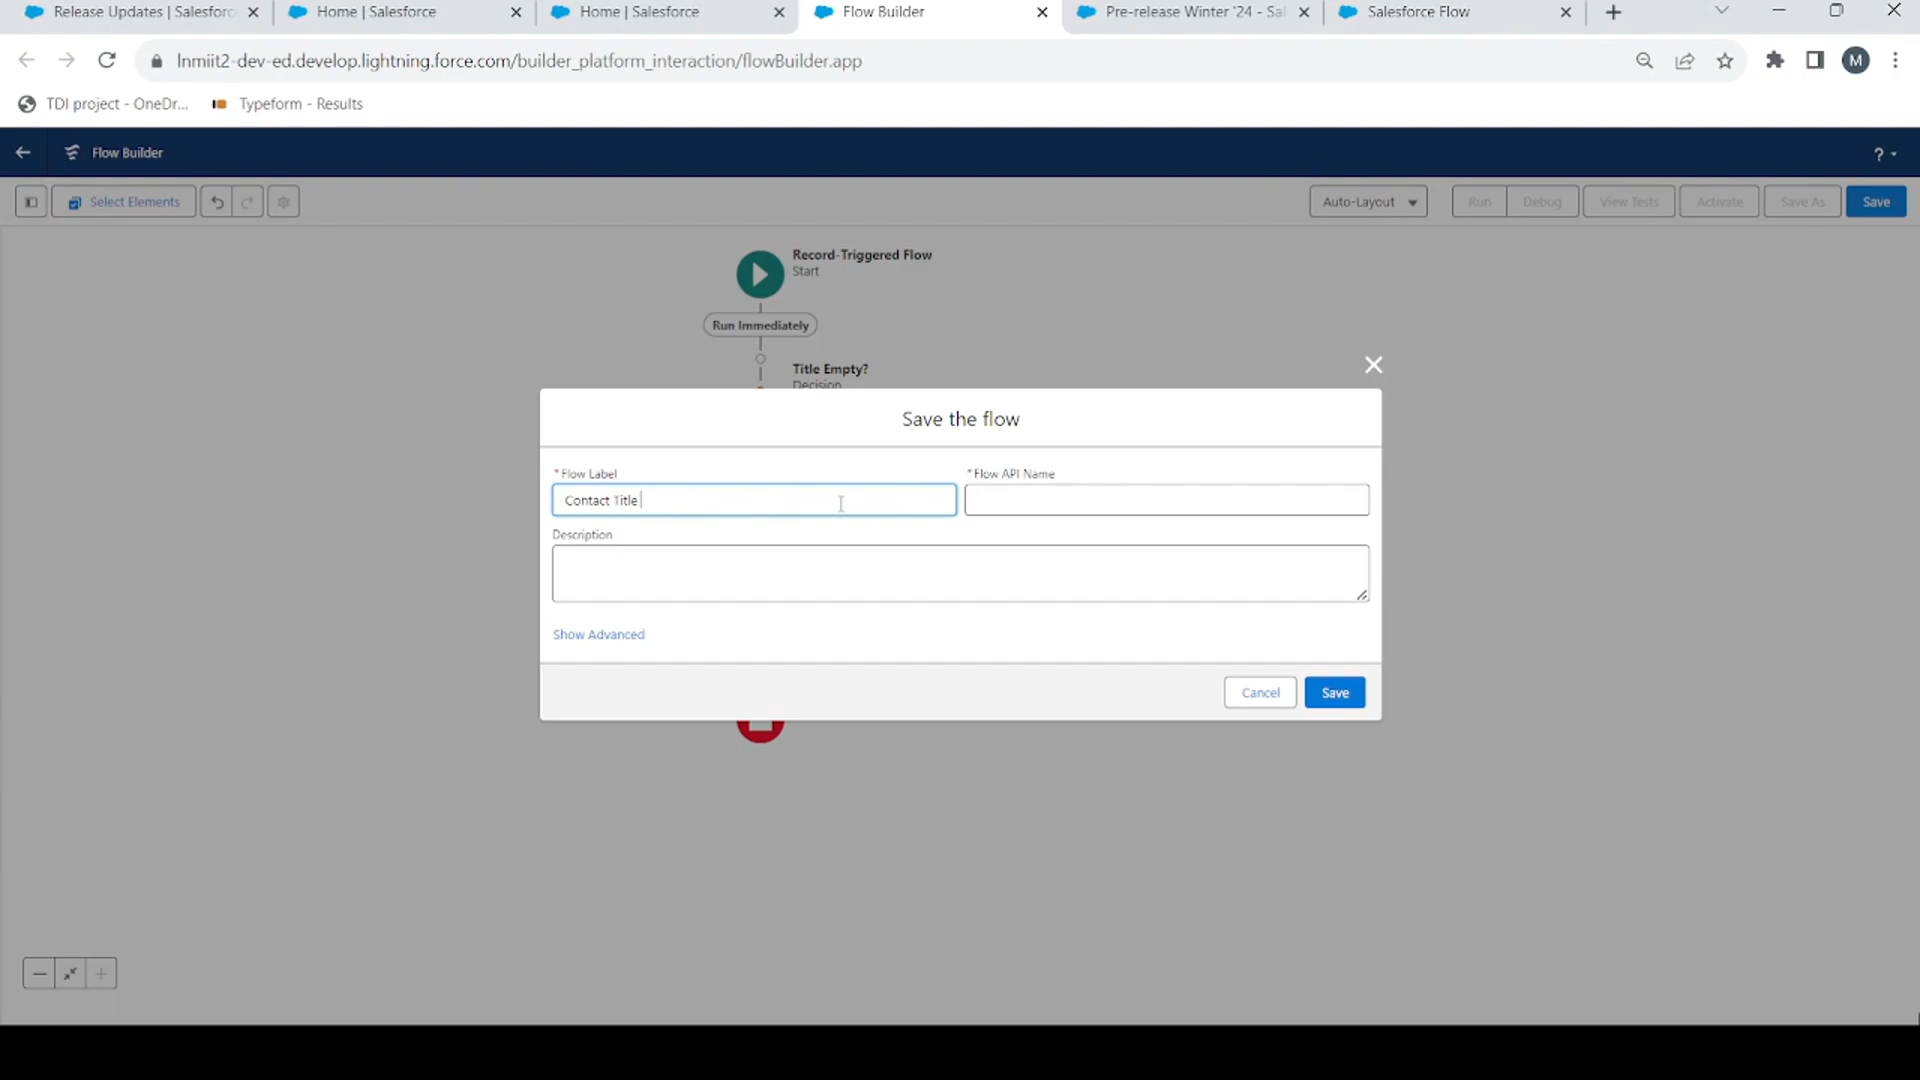 Release Updates | Salesforc
Home | Salesforce
Home | Salesforce
Flow Builder
Pre-release Winter '24 - Sal
Salesforce Flow
lnmiit2-dev-ed.develop.lightning.force.com/builder_platform_interaction/flowBuilder.app
M
TDI project - OneDr...
Typeform - Results
Flow Builder
?
Select Elements
Auto-Layout
Run
Debug
View Tests
Activate
Save As
Save
Record-Triggered Flow
Start
Run Immediately
Title Empty?
Decision
Save the flow
*Flow Label
*Flow API Name
Contact Title
Description
Show Advanced
Cancel
Save